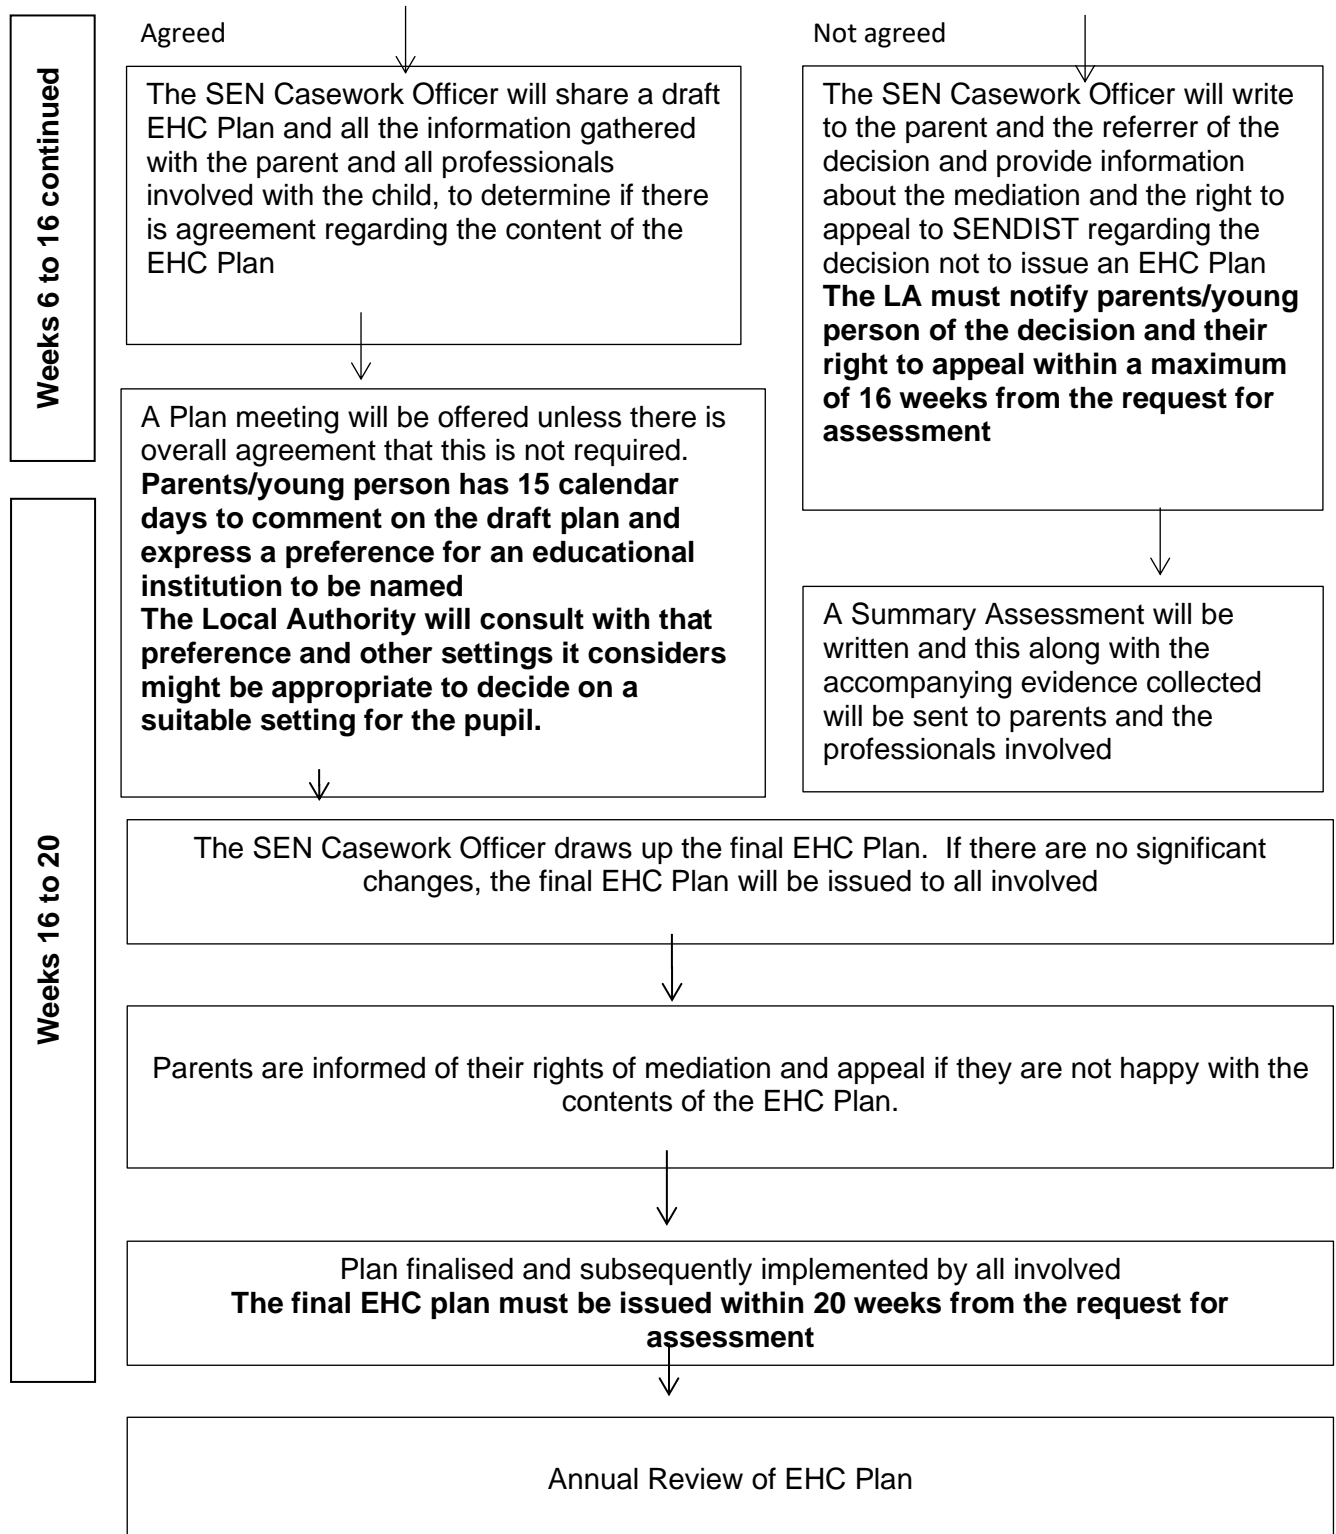 Weeks 6 to 16 continued
Agreed
The SEN Casework Officer will share a draft
EHC Plan and all the information gathered
with the parent and all professionals
involved with the child, to determine if there
is agreement regarding the content of the
EHC Plan
Not agreed
The SEN Casework Officer will write
to the parent and the referrer of the
decision and provide information
about the mediation and the right to
appeal to SENDIST regarding the
decision not to issue an EHC Plan
The LA must notify parents/young
person of the decision and their
right to appeal within a maximum
of 16 weeks from the request for
assessment
A Plan meeting will be offered unless there is
overall agreement that this is not required.
Parents/young person has 15 calendar
days to comment on the draft plan and
express a preference for an educational
institution to be named
The Local Authority will consult with that
preference and other settings it considers
might be appropriate to decide on a
suitable setting for the pupil.
A Summary Assessment will be
written and this along with the
accompanying evidence collected
will be sent to parents and the
professionals involved
Weeks 16 to 20
The SEN Casework Officer draws up the final EHC Plan.  If there are no significant
changes, the final EHC Plan will be issued to all involved
Parents are informed of their rights of mediation and appeal if they are not happy with the
contents of the EHC Plan.
Plan finalised and subsequently implemented by all involved
The final EHC plan must be issued within 20 weeks from the request for
assessment
Annual Review of EHC Plan